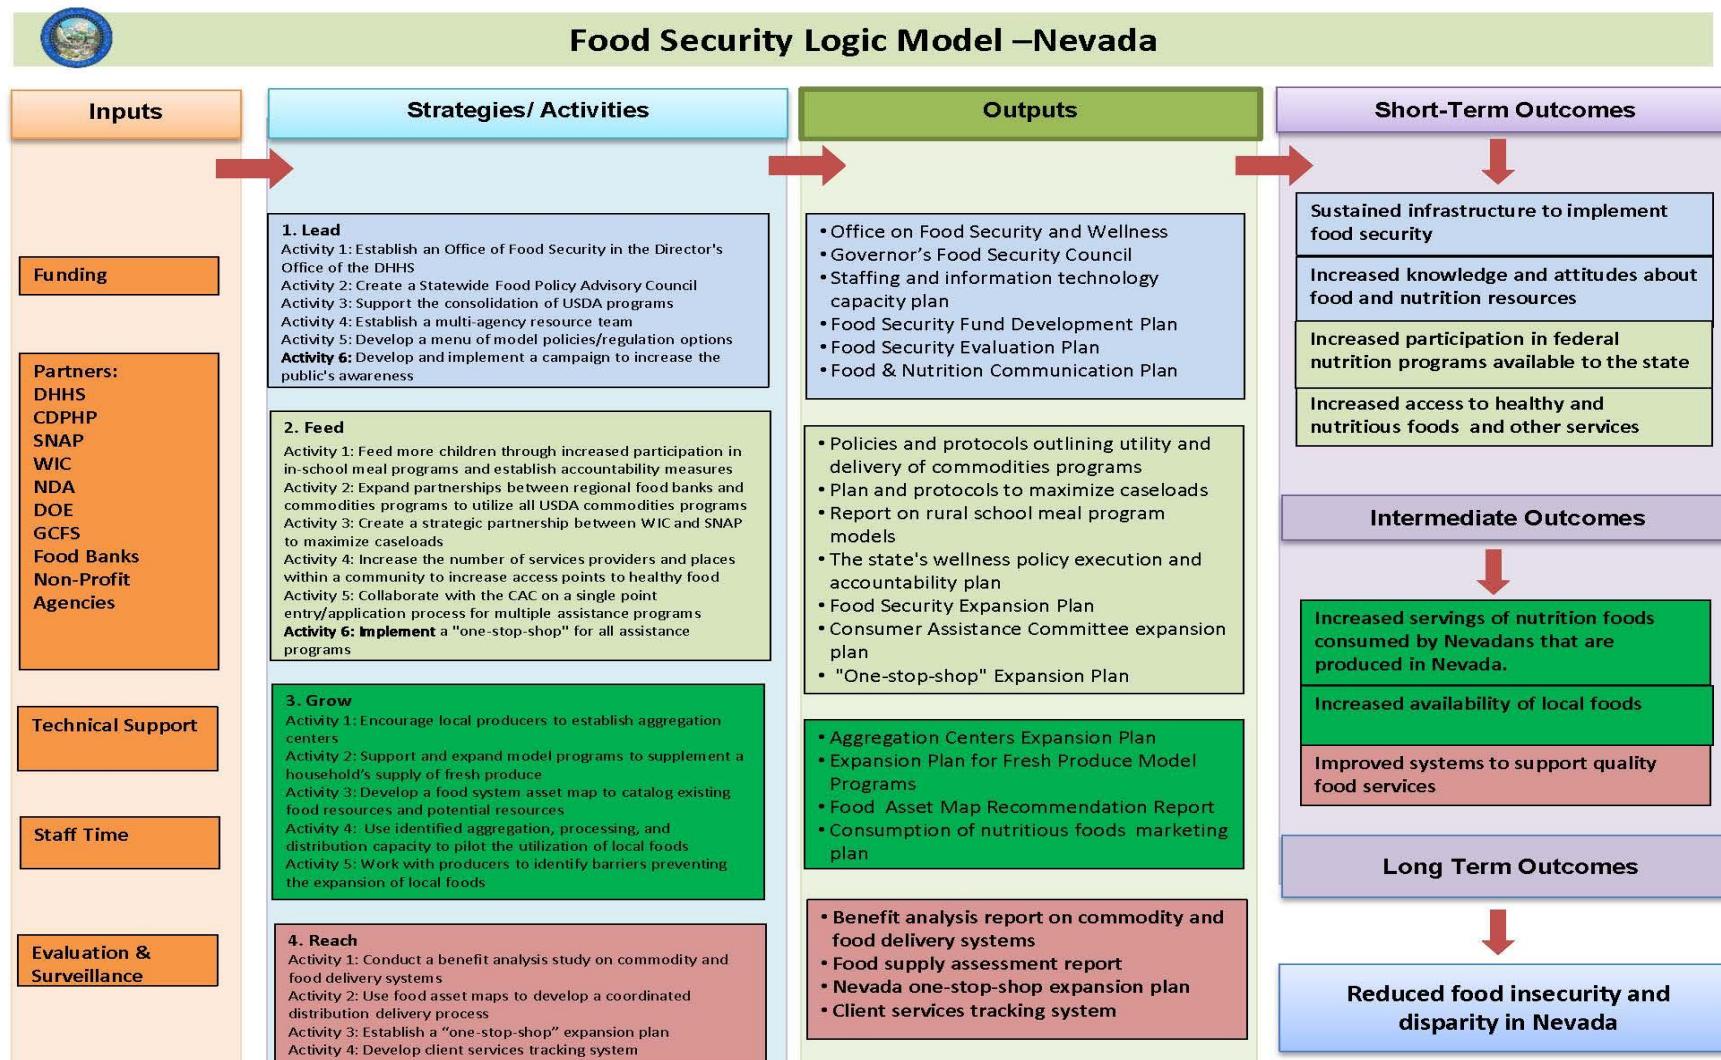 Food Security Logic Model –Nevada
Inputs
Funding
Partners:
DHHS
CDPHP
SNAP
WIC
NDA
DOE
GCFS
Food Banks
Non-Profit
Agencies
Technical Support
Staff Time
Evaluation &
Surveillance
Strategies/ Activities
1. Lead
Activity 1: Establish an Office of Food Security in the Director's
Office of the DHHS
Activity 2: Create a Statewide Food Policy Advisory Council
Activity 3: Support the consolidation of USDA programs
Activity 4: Establish a multi-agency resource team
Activity 5: Develop a menu of model policies/regulation options
Activity 6: Develop and implement a campaign to increase the
public's awareness
2. Feed
Activity 1: Feed more children through increased participation in
in-school meal programs and establish accountability measures
Activity 2: Expand partnerships between regional food banks and
commodities programs to utilize all USDA commodities programs
Activity 3: Create a strategic partnership between WIC and SNAP
to maximize caseloads
Activity 4: Increase the number of services providers and places
within a community to increase access points to healthy food
Activity 5: Collaborate with the CAC on a single point
entry/application process for multiple assistance programs
Activity 6: Implement a "one-stop-shop" for all assistance
programs
3. Grow
Activity 1: Encourage local producers to establish aggregation
centers
Activity 2: Support and expand model programs to supplement a
household’s supply of fresh produce
Activity 3: Develop a food system asset map to catalog existing
food resources and potential resources
Activity 4: Use identified aggregation, processing, and
distribution capacity to pilot the utilization of local foods
Activity 5: Work with producers to identify barriers preventing
the expansion of local foods
4. Reach
Activity 1: Conduct a benefit analysis study on commodity and
food delivery systems
Activity 2: Use food asset maps to develop a coordinated
distribution delivery process
Activity 3: Establish a “one-stop-shop” expansion plan
Activity 4: Develop client services tracking system
Outputs
• Office on Food Security and Wellness
• Governor’s Food Security Council
• Staffing and information technology
capacity plan
• Food Security Fund Development Plan
• Food Security Evaluation Plan
• Food & Nutrition Communication Plan
• Policies and protocols outlining utility and
delivery of commodities programs
• Plan and protocols to maximize caseloads
• Report on rural school meal program
models
• The state's wellness policy execution and
accountability plan
• Food Security Expansion Plan
• Consumer Assistance Committee expansion
plan
• "One-stop-shop" Expansion Plan
• Aggregation Centers Expansion Plan
• Expansion Plan for Fresh Produce Model
Programs
• Food Asset Map Recommendation Report
• Consumption of nutritious foods marketing
plan
• Benefit analysis report on commodity and
food delivery systems
• Food supply assessment report
• Nevada one-stop-shop expansion plan
• Client services tracking system
Short-Term Outcomes
Sustained infrastructure to implement
food security
Increased knowledge and attitudes about
food and nutrition resources
Increased participation in federal
nutrition programs available to the state
Increased access to healthy and
nutritious foods and other services
Intermediate Outcomes
Increased servings of nutrition foods
consumed by Nevadans that are
produced in Nevada.
Increased availability of local foods
Improved systems to support quality
food services
Long Term Outcomes
Reduced food insecurity and
disparity in Nevada